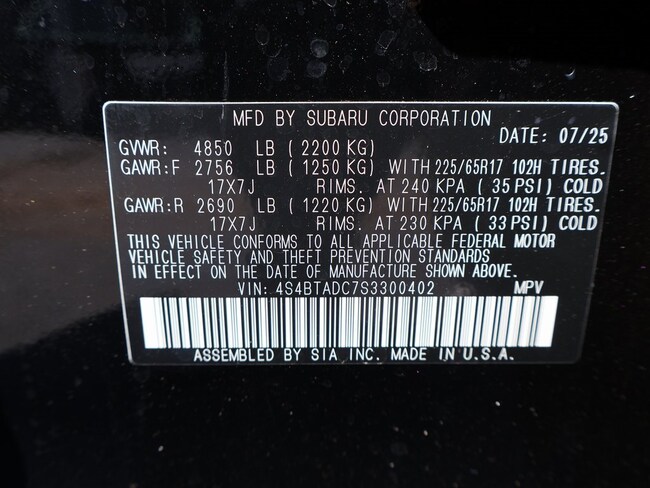 MFD BY SUBARU CORPORATION
DATE: 07/25
GVWR: 4850 LB (2200 KG)
GAWR:F 2756 LB (1250 KG) WITH 225/65R17 102H TIRES.
17X7J RIMS. AT 240 KPA (35 PSI) COLD
GAWR:R 2690 LB (1220 KG) WITH 225/65R17 102H TIRES.
17X7J RIMS. AT 230 KPA (33 PSI) COLD
THIS VEHICLE CONFORMS TO ALL APPLICABLE FEDERAL MOTOR
VEHICLE SAFETY AND THEFT PREVENTION STANDARDS
IN EFFECT ON THE DATE OF MANUFACTURE SHOWN ABOVE.
VIN: 4S4BTADC7S3300402 MPV
ASSEMBLED BY SIA INC. MADE IN U.S.A.